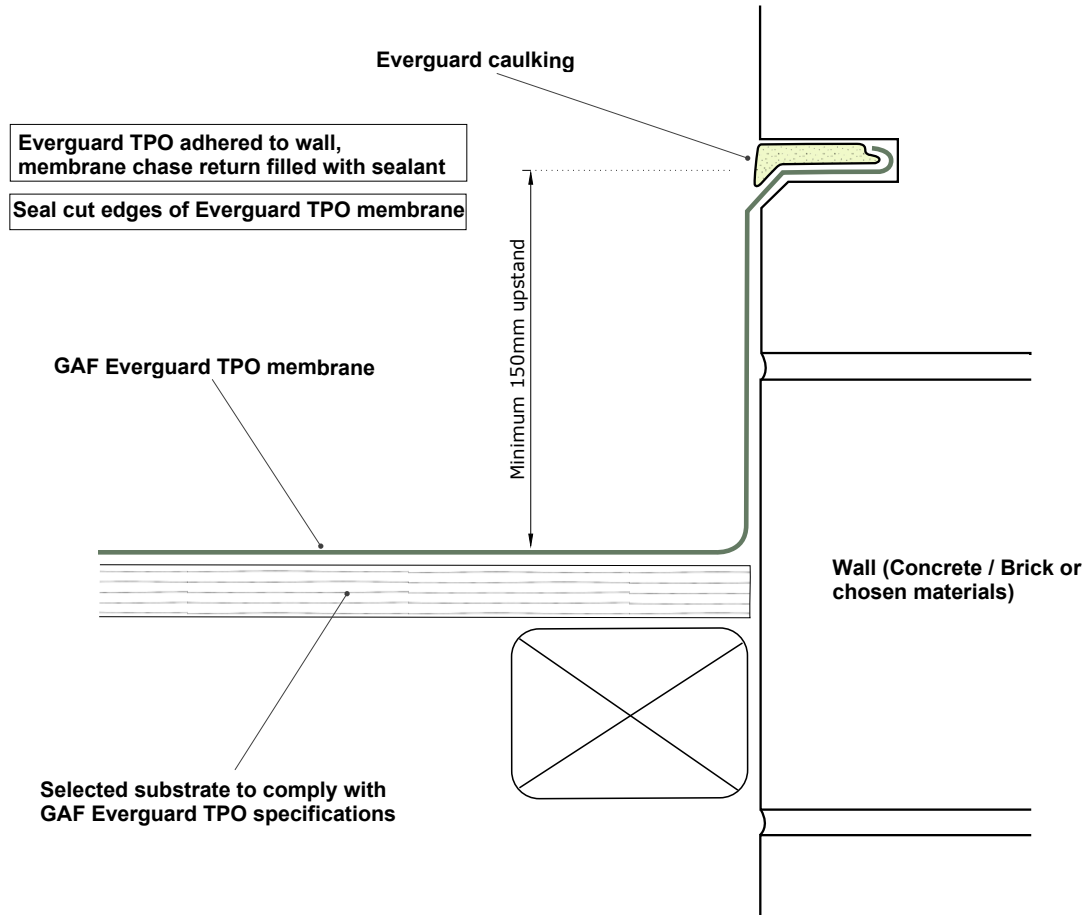 Everguard caulking
Everguard TPO adhered to wall,
membrane chase return filled with sealant
Seal cut edges of Everguard TPO membrane
Minimum 150mm upstand
GAF Everguard TPO membrane
Wall (Concrete / Brick or
chosen materials)
Selected substrate to comply with
GAF Everguard TPO specifications